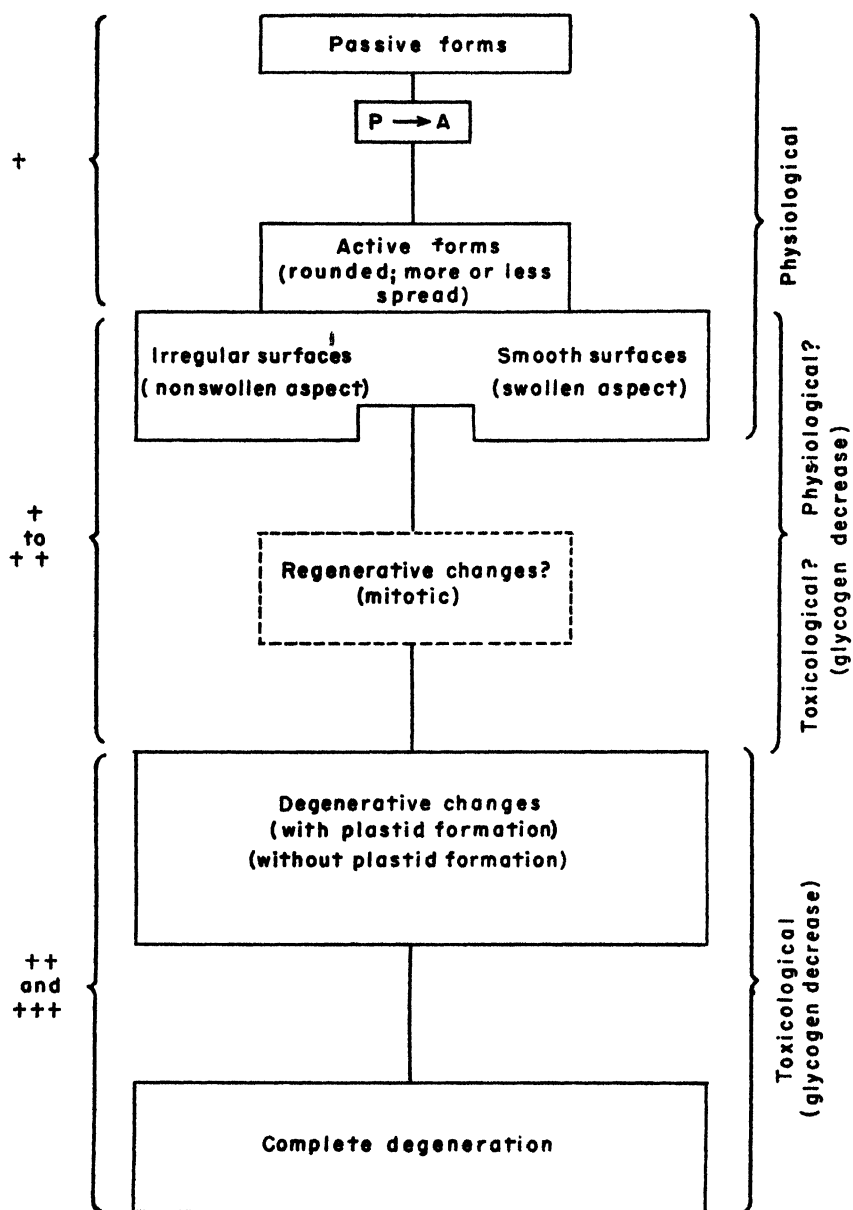 Passive forms
P → A
†
Active forms
(rounded; more or less
spread)
Physiological
Irregular surfaces
(nonswollen aspect)
Smooth surfaces
(swollen aspect)
†
to
† †
Regenerative changes?
(mitotic)
Toxicological? Physiological?
(glycogen decrease)
Degenerative changes
(with plastid formation)
(without plastid formation)
††
and
†††
Toxicological
(glycogen decrease)
Complete degeneration